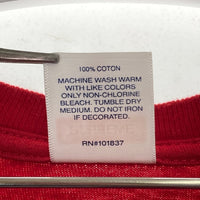 100% COTON
MACHINE WASH WARM
WITH LIKE COLORS
ONLY NON-CHLORINE
BLEACH. TUMBLE DRY
MEDIUM. DO NOT IRON
IF DECORATED.
RN#101837